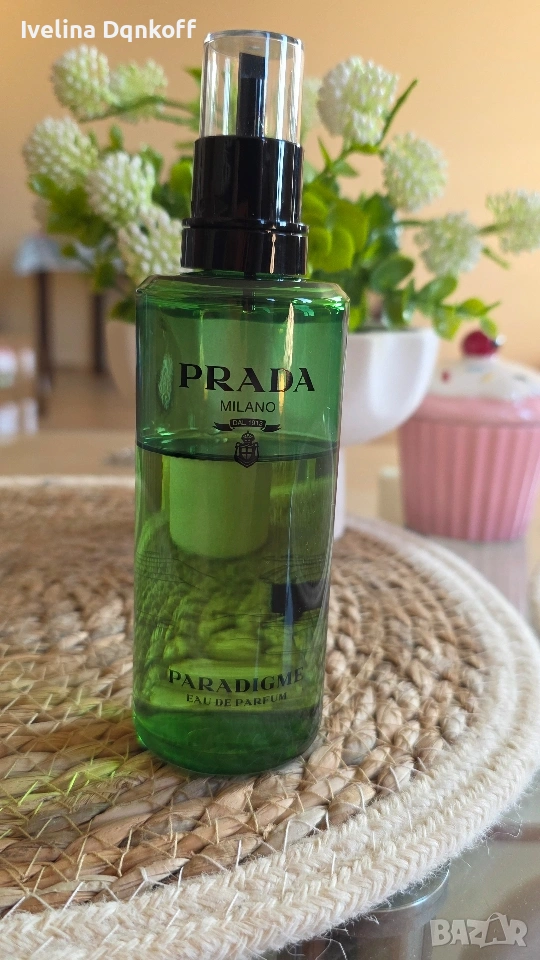 Ivelina Dqnkoff
PRADA
MILANO
DAL 1913
PARADIGME
EAU DE PARFUM
BAZAR